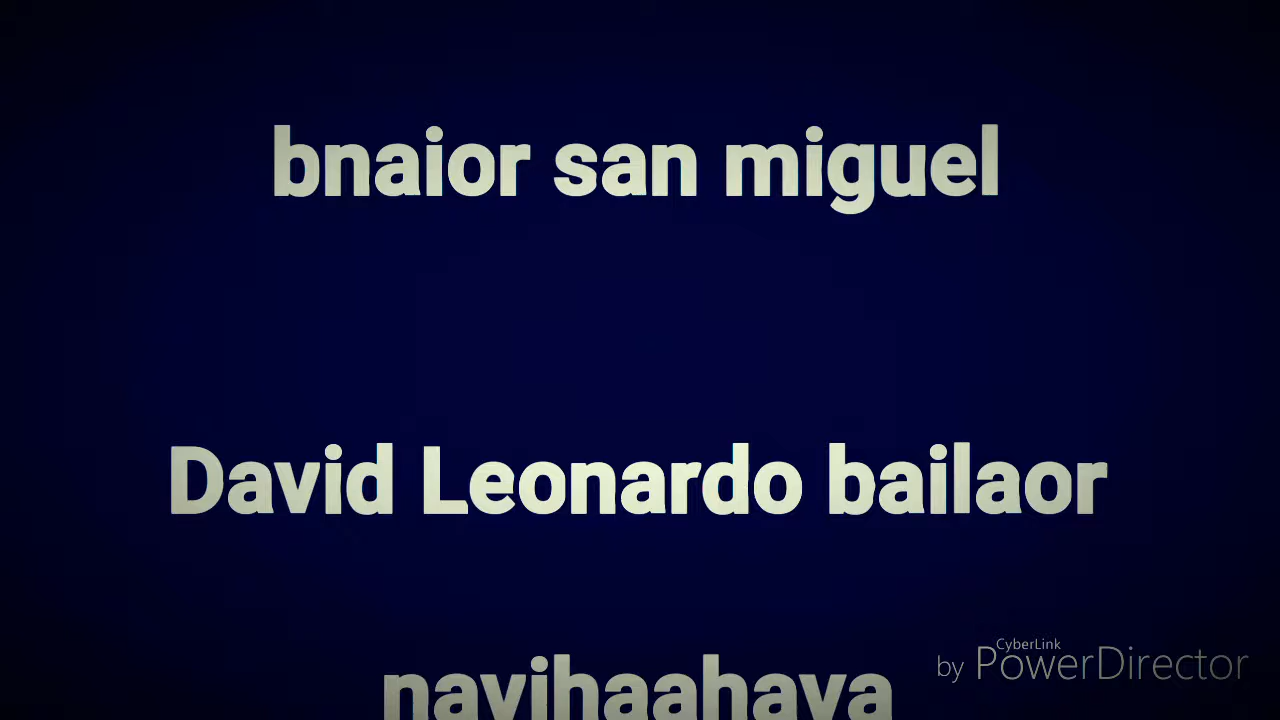 bnaior san miguel
David Leonardo bailaor
CyberLink
by PowerDirector